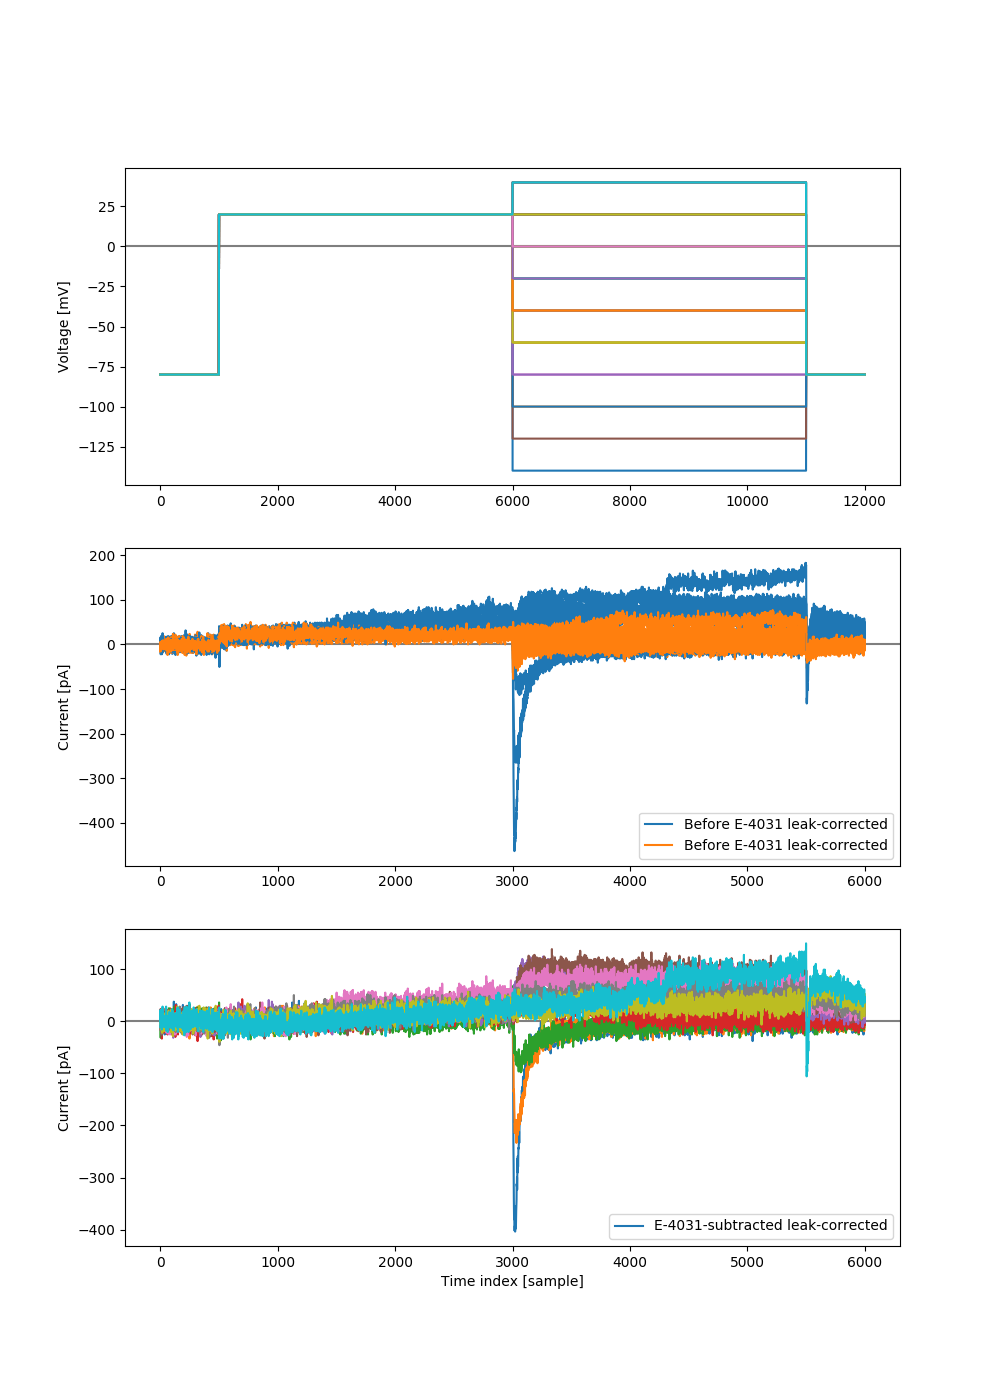 25
0
−25
−50
−75
−100
−125
Voltage [mV]
0 2000 4000 6000 8000 10000 12000
200
100
0
−100
−200
−300
−400
Current [pA]
Before E-4031 leak-corrected
Before E-4031 leak-corrected
0 1000 2000 3000 4000 5000 6000
100
0
−100
−200
−300
−400
Current [pA]
E-4031-subtracted leak-corrected
0 1000 2000 3000 4000 5000 6000
Time index [sample]